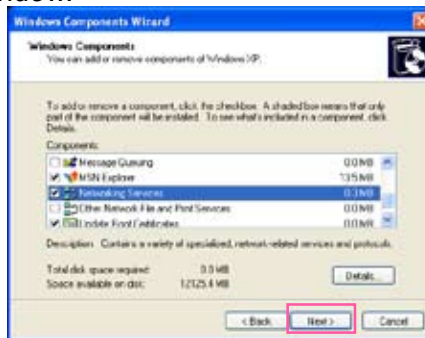 Windows Components Wizard
Windows Components
You can add or remove components of Windows XP.
To add or remove a component, click the checkbox. A shaded box means that only
part of the component will be installed. To see what's included in a component, click
Details.
Components:
Message Queuing 0.0 MB
MSN Explorer 13.5 MB
Networking Services 0.3 MB
Other Network File and Print Services 0.0 MB
Update Root Certificates 0.0 MB
Description: Contains a variety of specialized, network-related services and protocols.
Total disk space required: 0.0 MB
Details...
Space available on disk: 12125.4 MB
< Back Next > Cancel